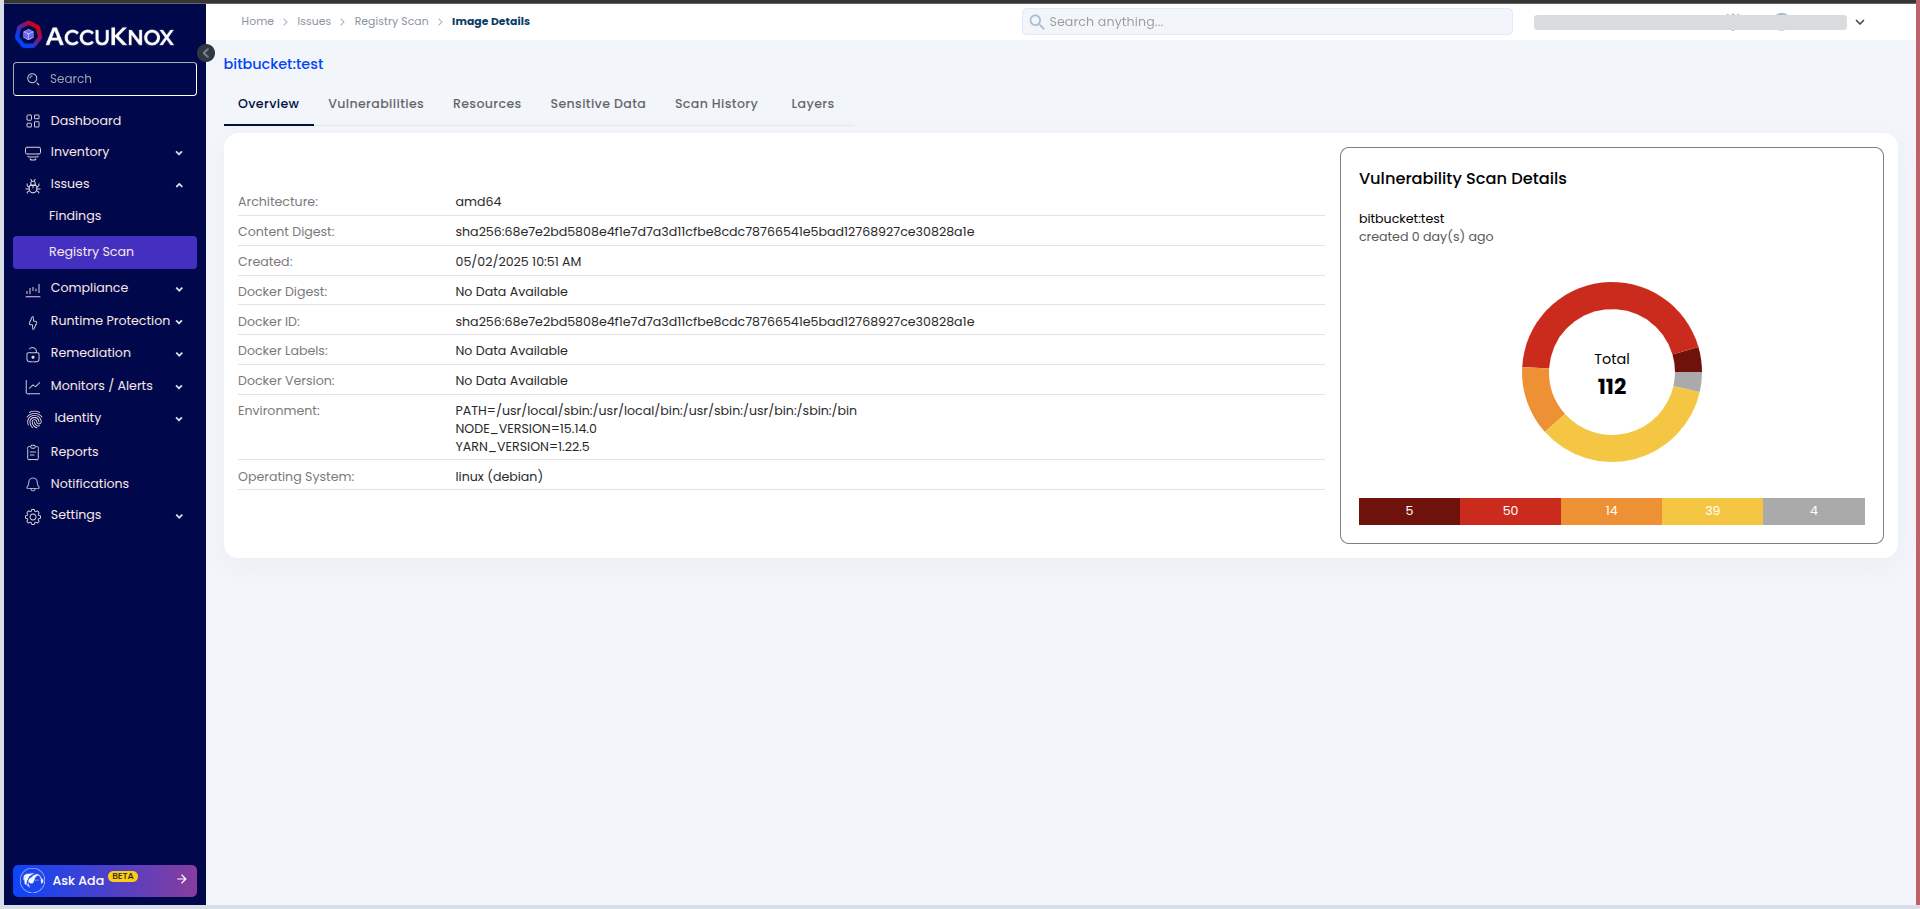 ACCUKNOX
Search
Dashboard
Inventory
Issues
Findings
Registry Scan
Compliance
Runtime Protection
Remediation
Monitors / Alerts
Identity
Reports
Notifications
Settings
Ask Ada BETA
Home > Issues > Registry Scan > Image Details
Search anything...
bitbucket:test
Overview Vulnerabilities Resources Sensitive Data Scan History Layers
Architecture: amd64
Content Digest: sha256:68e7e2bd5808e4f1e7d7a3d11cfbe8cdc78766541e5bad12768927ce30828a1e
Created: 05/02/2025 10:51 AM
Docker Digest: No Data Available
Docker ID: sha256:68e7e2bd5808e4f1e7d7a3d11cfbe8cdc78766541e5bad12768927ce30828a1e
Docker Labels: No Data Available
Docker Version: No Data Available
Environment: PATH=/usr/local/sbin:/usr/local/bin:/usr/sbin:/usr/bin:/sbin:/bin
NODE_VERSION=15.14.0
YARN_VERSION=1.22.5
Operating System: linux (debian)
Vulnerability Scan Details
bitbucket:test
created 0 day(s) ago
Total
112
5 50 14 39 4